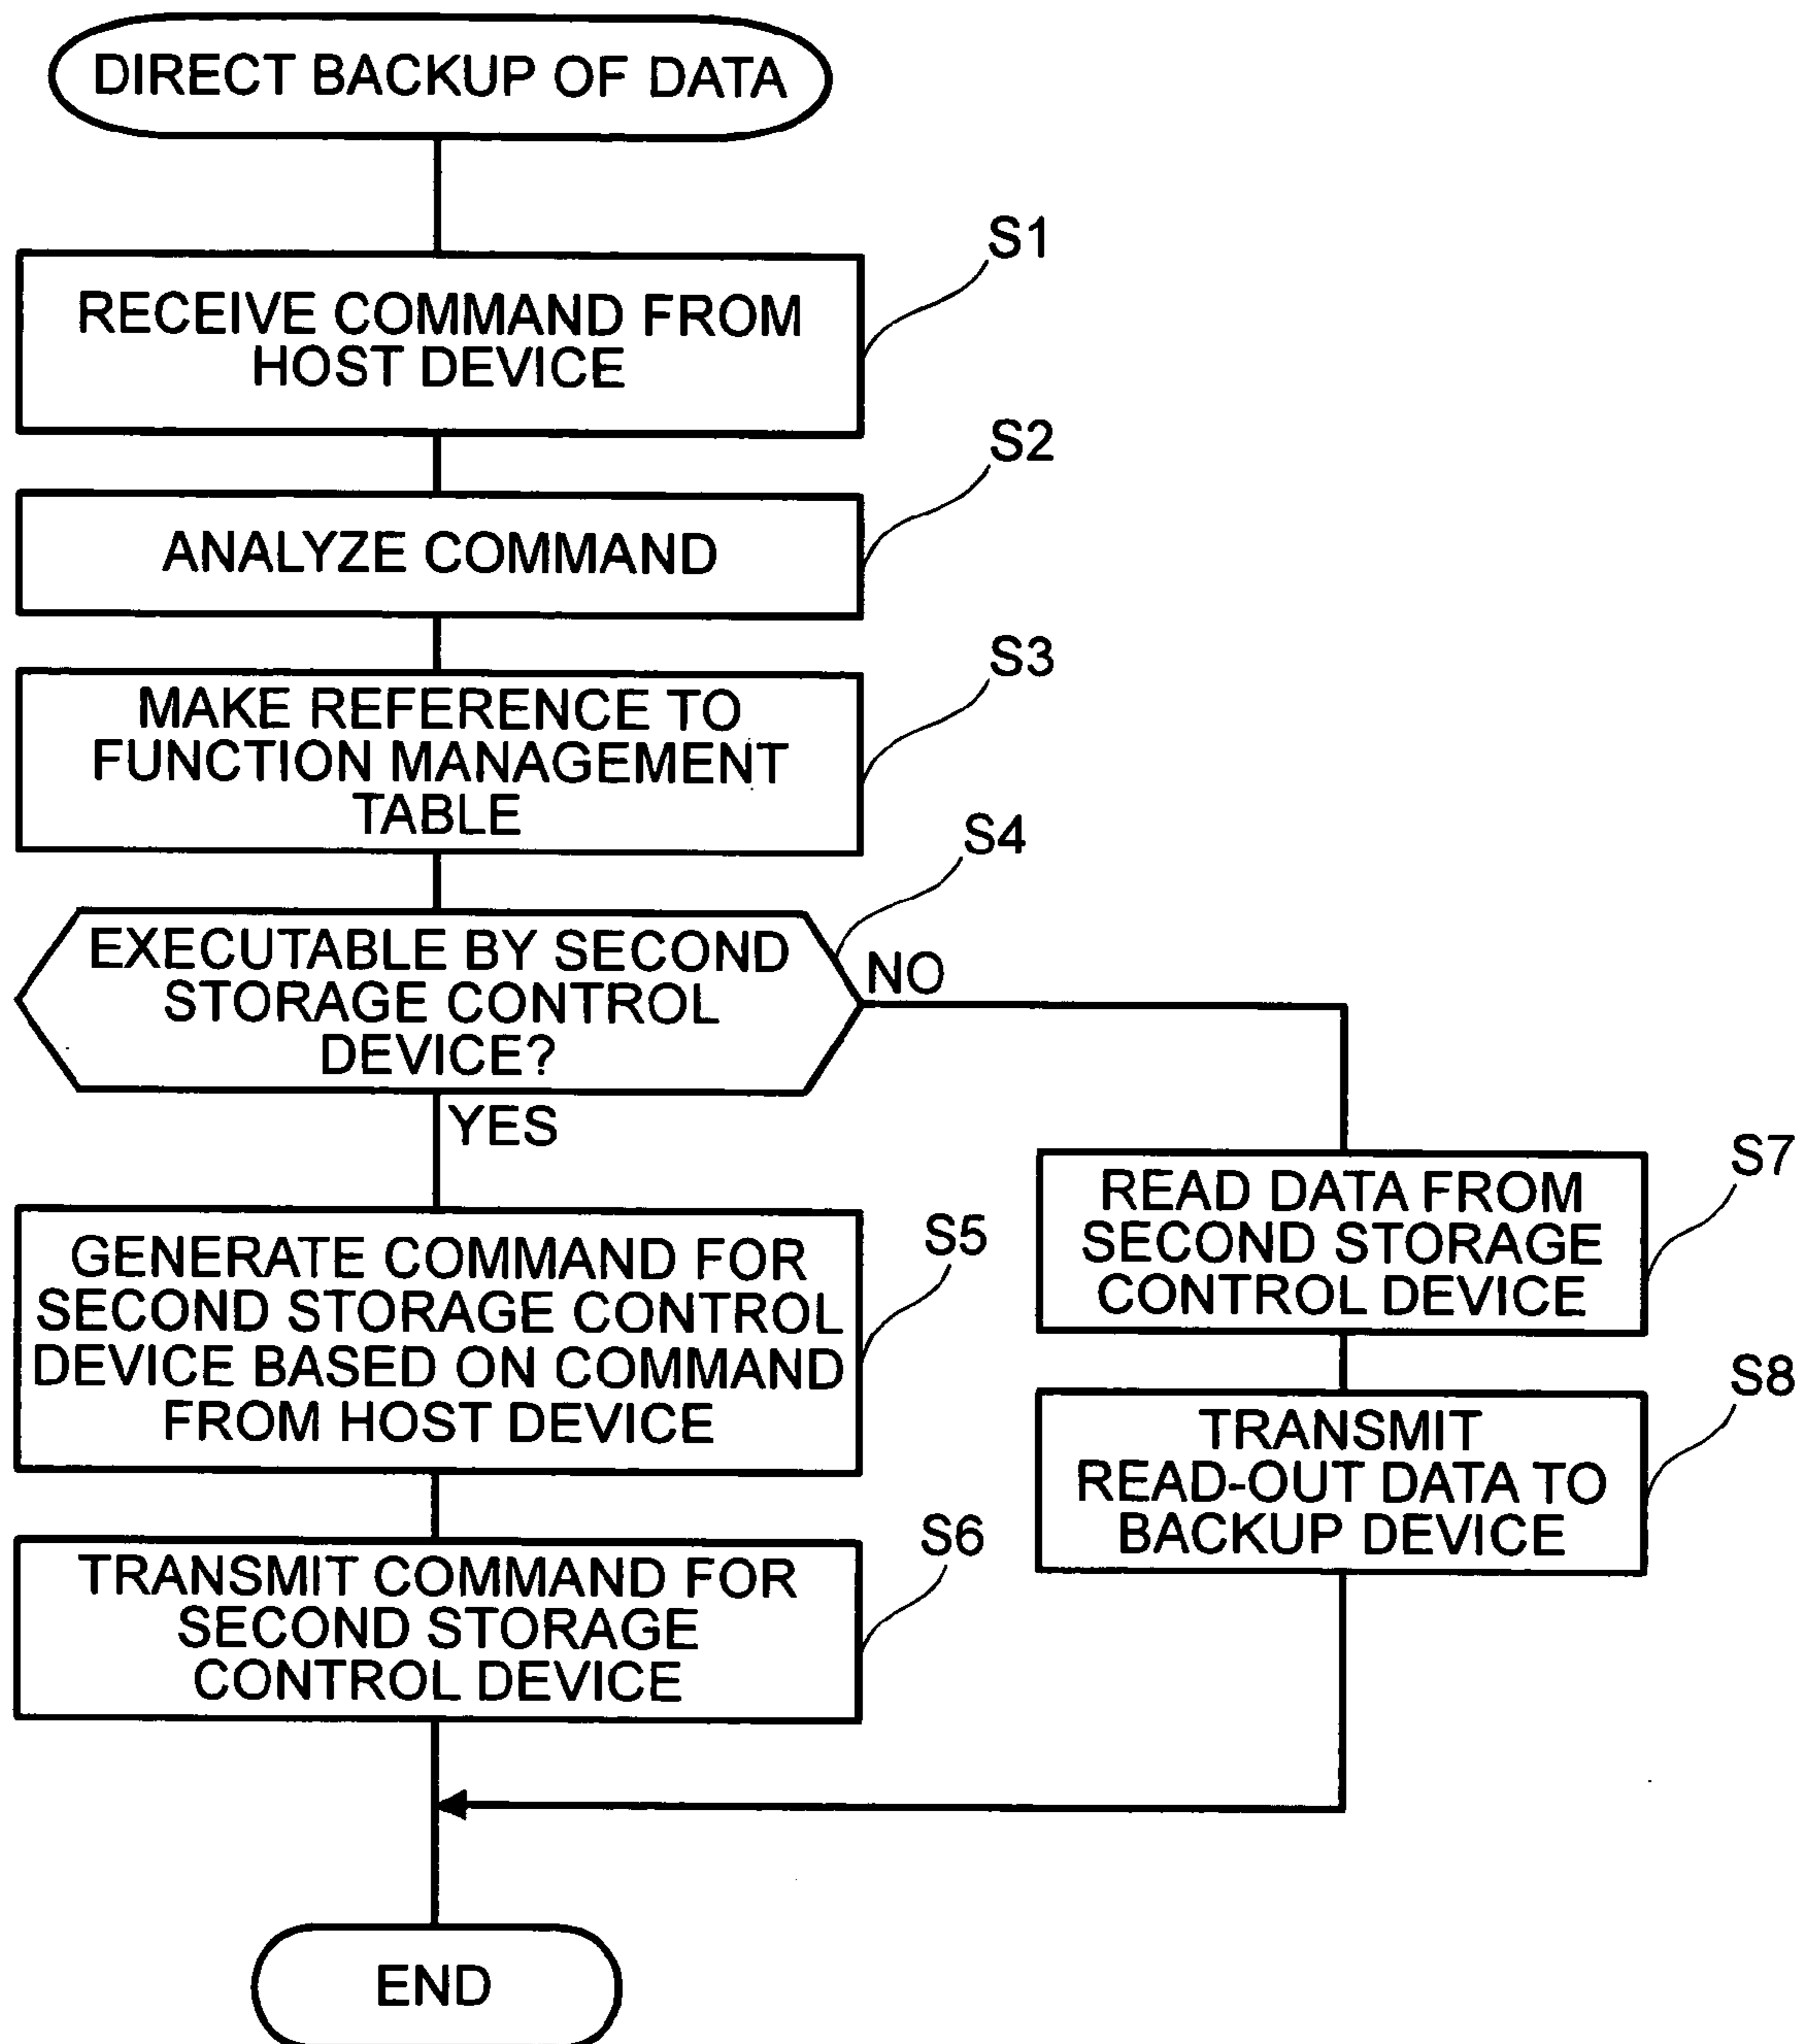 DIRECT BACKUP OF DATA
S1
RECEIVE COMMAND FROM
HOST DEVICE
S2
ANALYZE COMMAND
S3
MAKE REFERENCE TO
FUNCTION MANAGEMENT
TABLE
S4
EXECUTABLE BY SECOND
STORAGE CONTROL
DEVICE?
NO
YES
S5
GENERATE COMMAND FOR
SECOND STORAGE CONTROL
DEVICE BASED ON COMMAND
FROM HOST DEVICE
S6
TRANSMIT COMMAND FOR
SECOND STORAGE
CONTROL DEVICE
S7
READ DATA FROM
SECOND STORAGE
CONTROL DEVICE
S8
TRANSMIT
READ-OUT DATA TO
BACKUP DEVICE
END